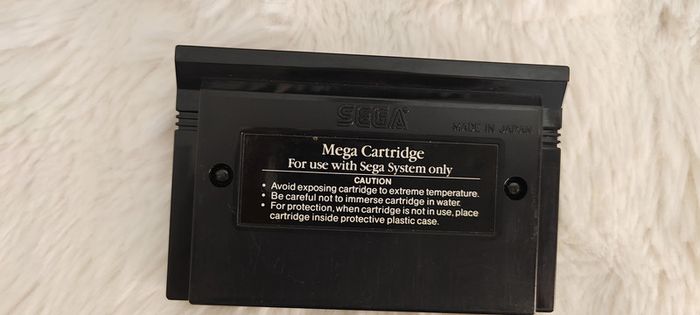 SEGA
MADE IN JAPAN
Mega Cartridge
For use with Sega System only
CAUTION
• Avoid exposing cartridge to extreme temperature.
• Be careful not to immerse cartridge in water.
• For protection, when cartridge is not in use, place
cartridge inside protective plastic case.